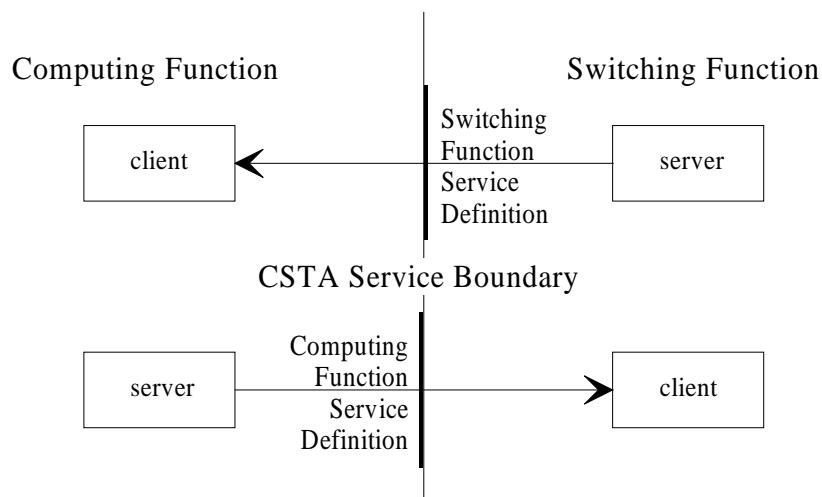 Computing Function
Switching Function
client
Switching
Function
Service
Definition
server
CSTA Service Boundary
server
Computing
Function
Service
Definition
client